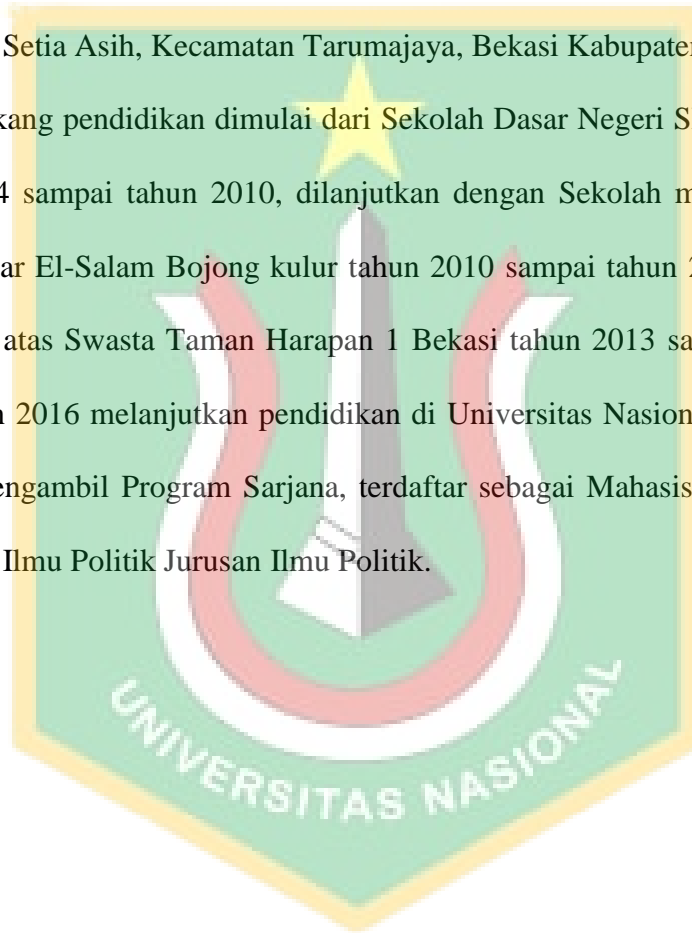 Setia Asih, Kecamatan Tarumajaya, Bekasi Kabupaten
kang pendidikan dimulai dari Sekolah Dasar Negeri S
4 sampai tahun 2010, dilanjutkan dengan Sekolah m
ar El-Salam Bojong kulur tahun 2010 sampai tahun 2
atas Swasta Taman Harapan 1 Bekasi tahun 2013 sa
n 2016 melanjutkan pendidikan di Universitas Nasion
engambil Program Sarjana, terdaftar sebagai Mahasis
Ilmu Politik Jurusan Ilmu Politik.
UNIVERSITAS NASIONAL